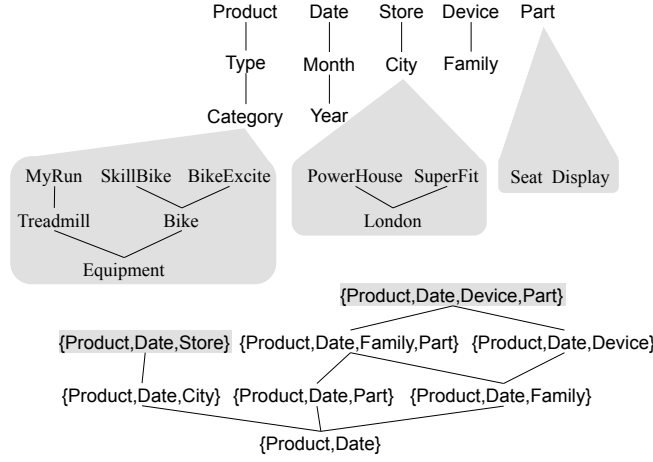 Product Date Store Device Part
Type Month City Family
Category Year
MyRun SkillBike BikeExcite PowerHouse SuperFit Seat Display
Treadmill Bike London
Equipment
{Product,Date,Device,Part}
{Product,Date,Store} {Product,Date,Family,Part} {Product,Date,Device}
{Product,Date,City} {Product,Date,Part} {Product,Date,Family}
{Product,Date}